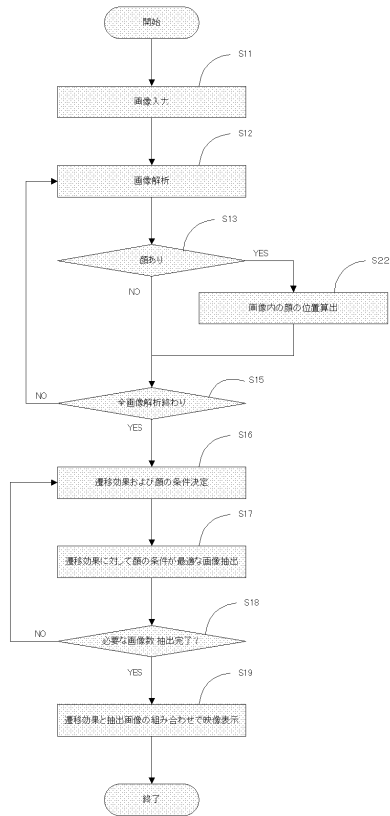 開始
S11
画像入力
S12
画像解析
S13
顔あり
YES
S22
NO
画像内の顔の位置算出
S15
全画像解析終わり
NO
YES
S16
遷移効果および顔の条件決定
S17
遷移効果に対して顔の条件が最適な画像抽出
S18
必要な画像数 抽出完了?
NO
YES
S19
遷移効果と抽出画像の組み合わせで映像表示
終了